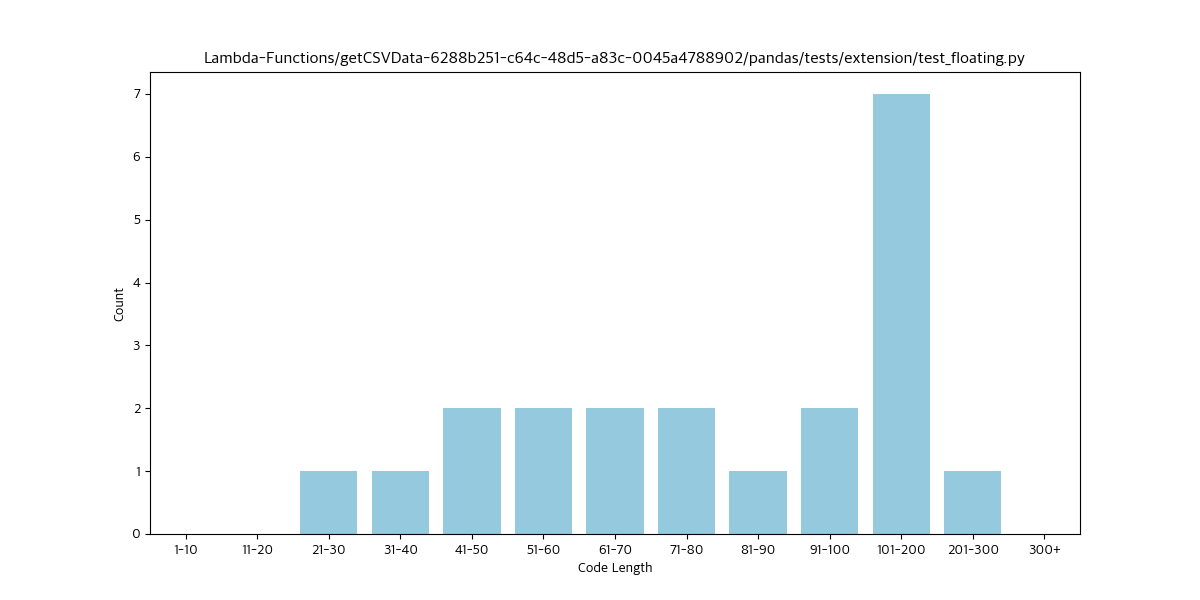 Lambda-Functions/getCSVData-6288b251-c64c-48d5-a83c-0045a4788902/pandas/tests/extension/test_floating.py
7
6
5
4
3
2
1
0
Count
1-10 11-20 21-30 31-40 41-50 51-60 61-70 71-80 81-90 91-100 101-200 201-300 300+
Code Length